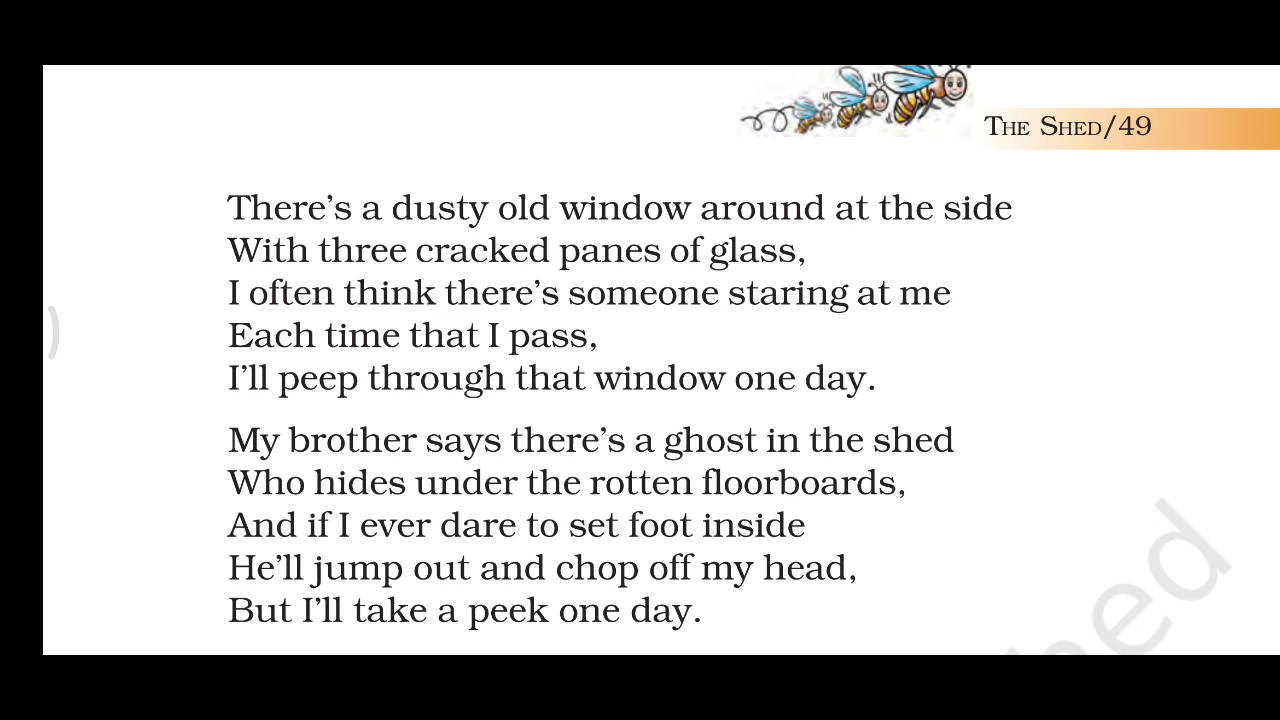 THE SHED/49
There's a dusty old window around at the side
With three cracked panes of glass,
I often think there's someone staring at me
Each time that I pass,
I'll peep through that window one day.
My brother says there's a ghost in the shed
Who hides under the rotten floorboards,
And if I ever dare to set foot inside
He'll jump out and chop off my head,
But I'll take a peek one day.